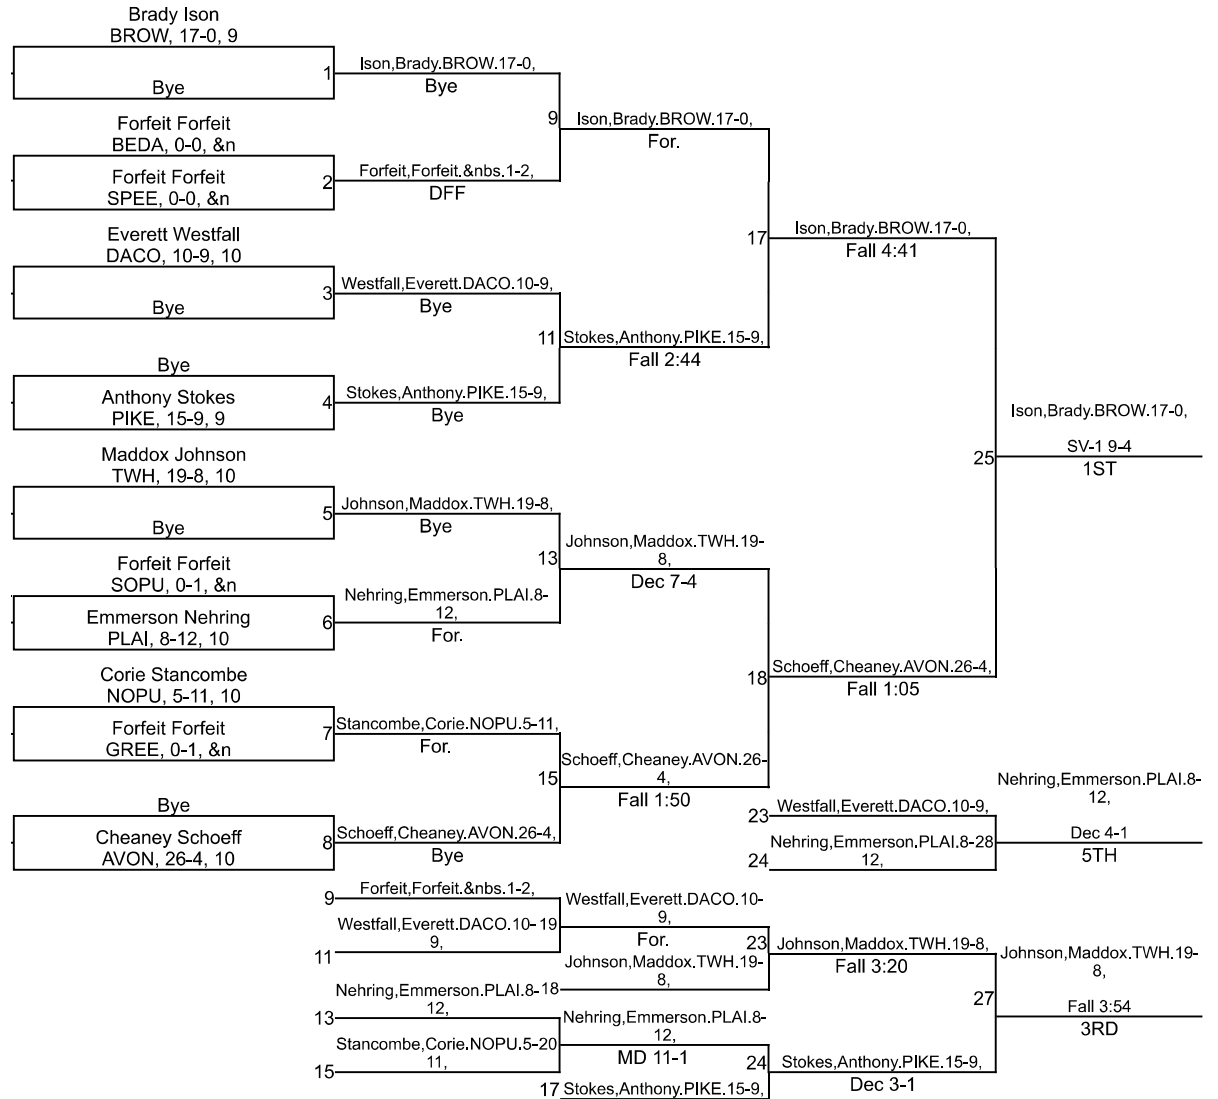 Brady Ison
BROW, 17-0, 9
Bye
1
Ison,Brady.BROW.17-0,
Bye
9
Ison,Brady.BROW.17-0,
For.
Forfeit Forfeit
BEDA, 0-0, &n
Forfeit Forfeit
SPEE, 0-0, &n
2
Forfeit,Forfeit.&nbs.1-2,
DFF
17
Ison,Brady.BROW.17-0,
Fall 4:41
Everett Westfall
DACO, 10-9, 10
Bye
3
Westfall,Everett.DACO.10-9,
Bye
11
Stokes,Anthony.PIKE.15-9,
Fall 2:44
Bye
Anthony Stokes
PIKE, 15-9, 9
4
Stokes,Anthony.PIKE.15-9,
Bye
25
Ison,Brady.BROW.17-0,
SV-1 9-4
1ST
Maddox Johnson
TWH, 19-8, 10
Bye
5
Johnson,Maddox.TWH.19-8,
Bye
13
Johnson,Maddox.TWH.19-
8,
Dec 7-4
Forfeit Forfeit
SOPU, 0-1, &n
Emmerson Nehring
PLAI, 8-12, 10
6
Nehring,Emmerson.PLAI.8-
12,
For.
18
Schoeff,Cheaney.AVON.26-4,
Fall 1:05
Corie Stancombe
NOPU, 5-11, 10
Forfeit Forfeit
GREE, 0-1, &n
7
Stancombe,Corie.NOPU.5-11,
For.
15
Schoeff,Cheaney.AVON.26-
4,
Fall 1:50
Bye
Cheaney Schoeff
AVON, 26-4, 10
8
Schoeff,Cheaney.AVON.26-4,
Bye
23
Westfall,Everett.DACO.10-9,
24
Nehring,Emmerson.PLAI.8-28
12,
Nehring,Emmerson.PLAI.8-
12,
Dec 4-1
5TH
9
Forfeit,Forfeit.&nbs.1-2,
11
Westfall,Everett.DACO.10-19
9,
Westfall,Everett.DACO.10-
9,
For.
Johnson,Maddox.TWH.19-
18
8,
23
Johnson,Maddox.TWH.19-8,
Fall 3:20
13
Nehring,Emmerson.PLAI.8-
12,
15
Stancombe,Corie.NOPU.5-20
11,
Nehring,Emmerson.PLAI.8-
12,
MD 11-1
17 Stokes,Anthony.PIKE.15-9,
24
Stokes,Anthony.PIKE.15-9,
Dec 3-1
27
Johnson,Maddox.TWH.19-
8,
Fall 3:54
3RD